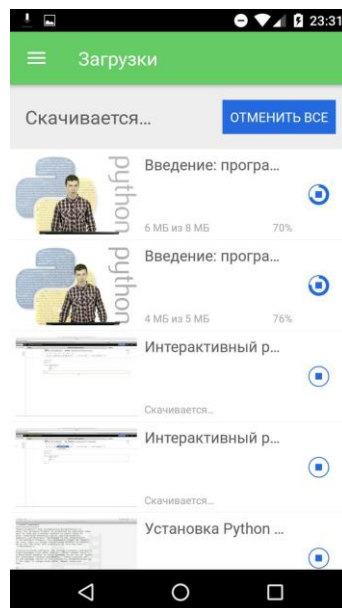 23:31
Загрузки
Скачивается...
ОТМЕНИТЬ ВСЕ
python
Введение: програ...
6 МБ из 8 МБ
70%
python
Введение: програ...
4 МБ из 5 МБ
76%
Интерактивный р...
Скачивается...
Интерактивный р...
Скачивается...
Установка Python ...